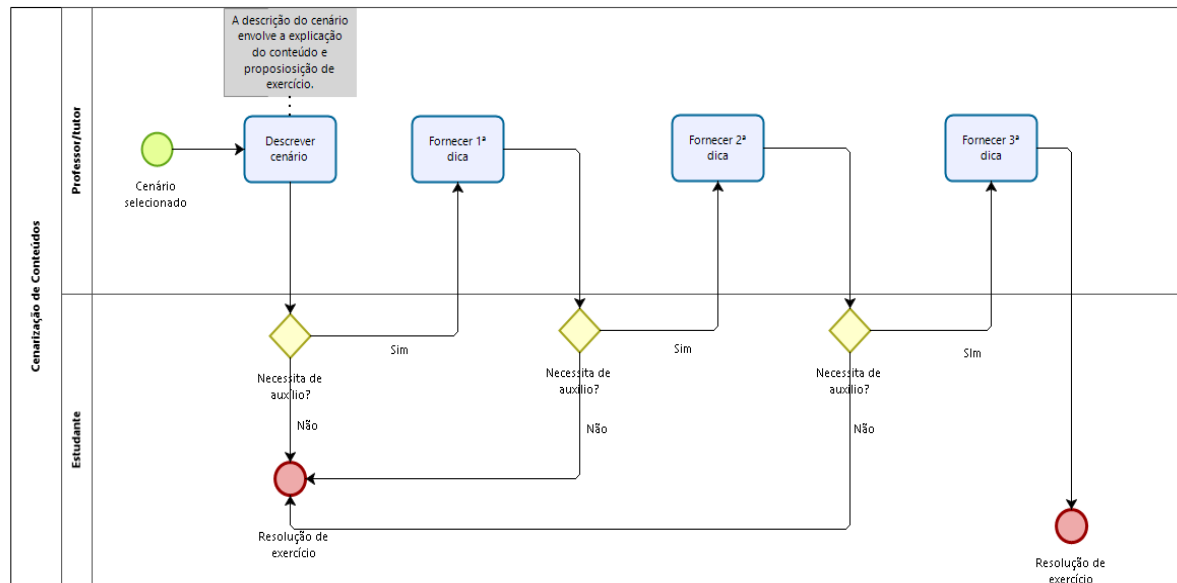 Cenarização de Conteúdos
Professor/tutor
A descrição do cenário
envolve a explicação
do conteúdo e
proposiosição de
exercício.
Descrever
cenário
Fornecer 1ª
dica
Fornecer 2ª
dica
Fornecer 3ª
dica
Cenário
selecionado
Estudante
Sim
Sim
SIm
Necessita de
auxílio?
Necessita de
auxílio?
Necessita de
auxílio?
Não
Não
Não
Resolução de
exercício
Resolução de
exercício